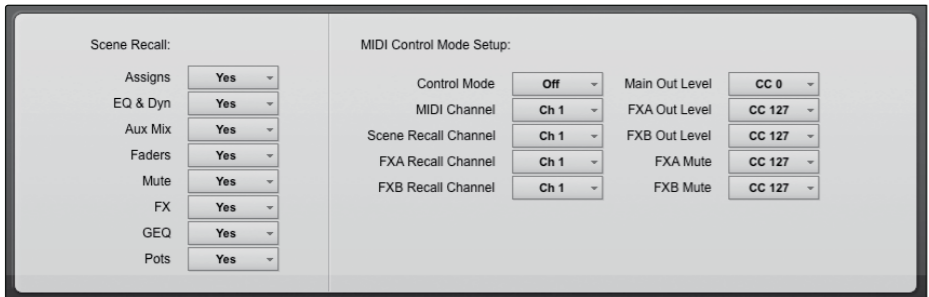 Scene Recall:
Assigns Yes
EQ & Dyn Yes
Aux Mix Yes
Faders Yes
Mute Yes
FX Yes
GEQ Yes
Pots Yes
MIDI Control Mode Setup:
Control Mode Off Main Out Level CC 0
MIDI Channel Ch 1 FXA Out Level CC 127
Scene Recall Channel Ch 1 FXB Out Level CC 127
FXA Recall Channel Ch 1 FXA Mute CC 127
FXB Recall Channel Ch 1 FXB Mute CC 127